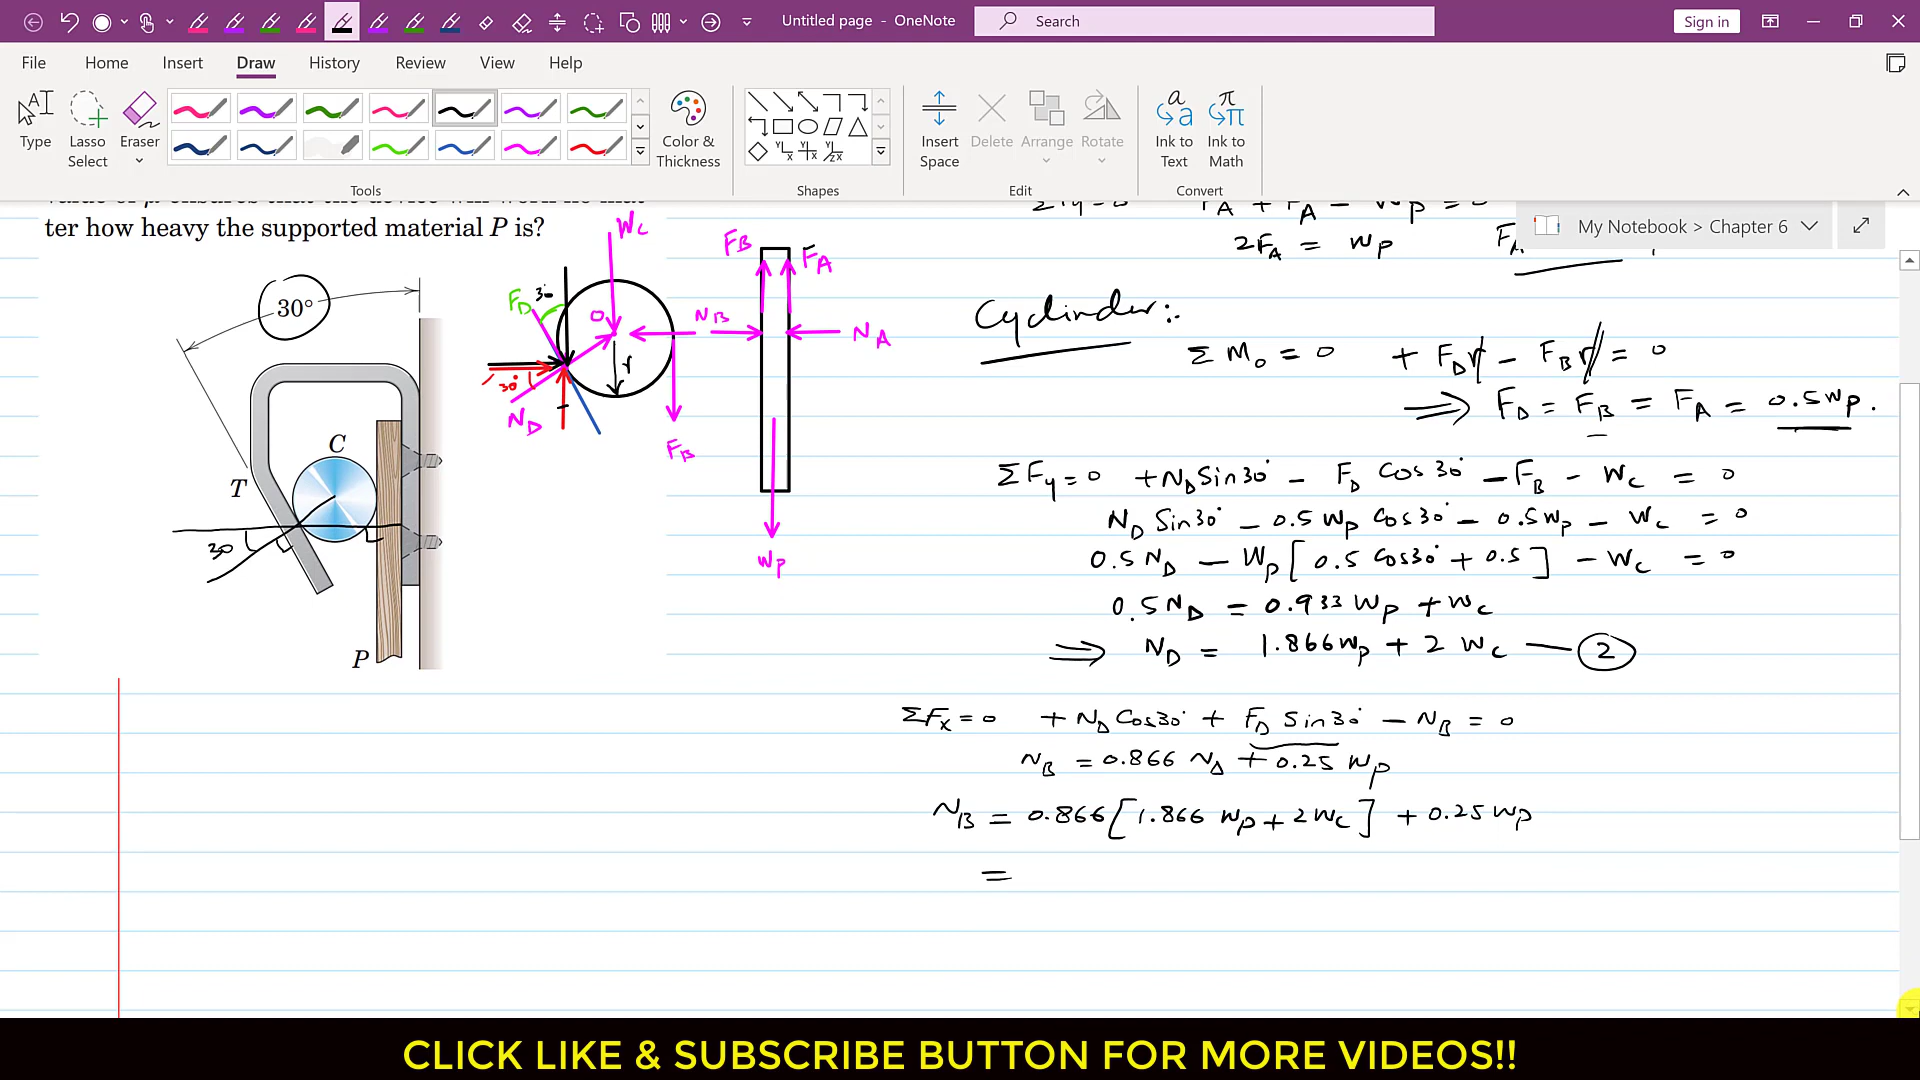 Untitled page - OneNote
Search
Sign in
File Home Insert Draw History Review View Help
Type
Lasso Select
Eraser
Color & Thickness
Insert Space
Delete
Arrange
Rotate
Ink to Text
Ink to Math
Tools
Shapes
Edit
Convert
My Notebook > Chapter 6
ter how heavy the supported material P is?
2FA = WP
30°
T
C
P
30
WC
FD
30
O
NB
r
30°
ND
FB
FB
FA
NA
WP
Cyclinder:
ΣMO = 0 + FDr - FBr = 0
⟹ FD = FB = FA = 0.5WP.
ΣFy = 0 +ND Sin30° - FD Cos30° - FB - WC = 0
ND Sin30° - 0.5WP Cos30° - 0.5WP - WC = 0
0.5ND - WP[0.5 Cos30° + 0.5] - WC = 0
0.5ND = 0.933WP + WC
⟹ ND = 1.866WP + 2WC — 2
ΣFx = 0 + ND Cos30° + FD Sin30° - NB = 0
NB = 0.866 ND + 0.25 WP
NB = 0.866[1.866 WP + 2WC] + 0.25WP
=
CLICK LIKE & SUBSCRIBE BUTTON FOR MORE VIDEOS!!